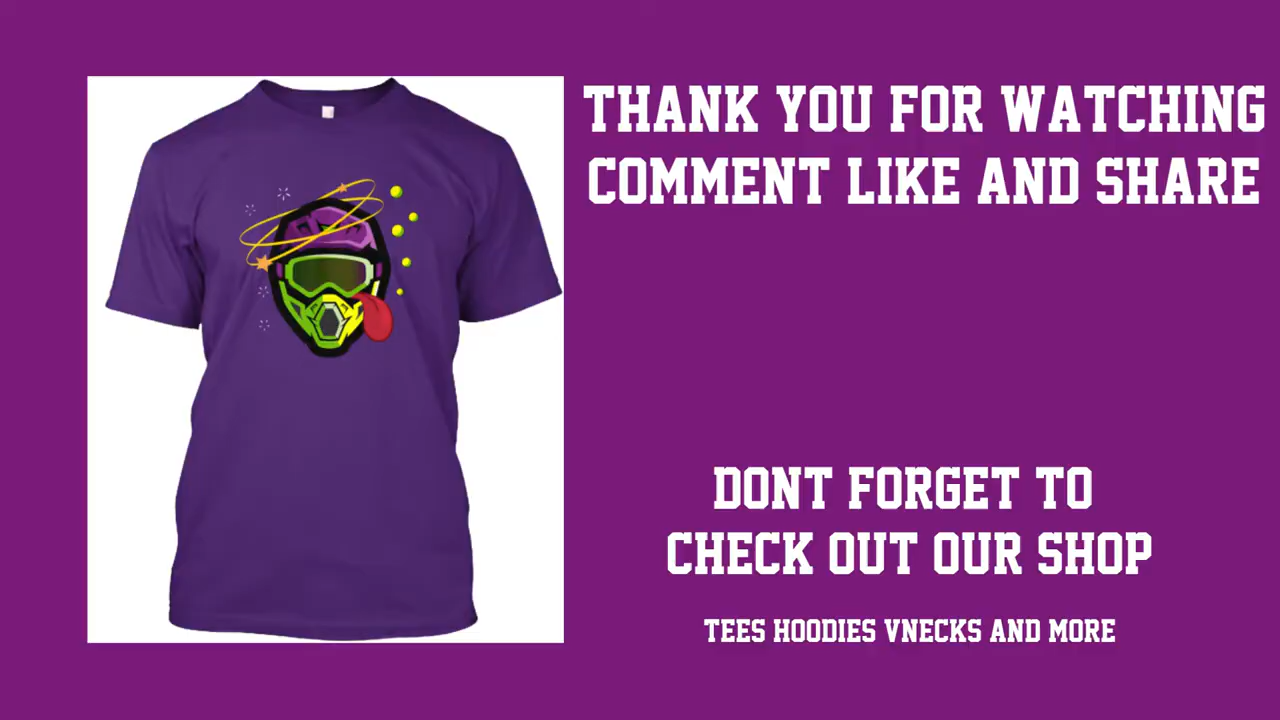 THANK YOU FOR WATCHING
COMMENT LIKE AND SHARE
DONT FORGET TO
CHECK OUT OUR SHOP
TEES HOODIES VNECKS AND MORE